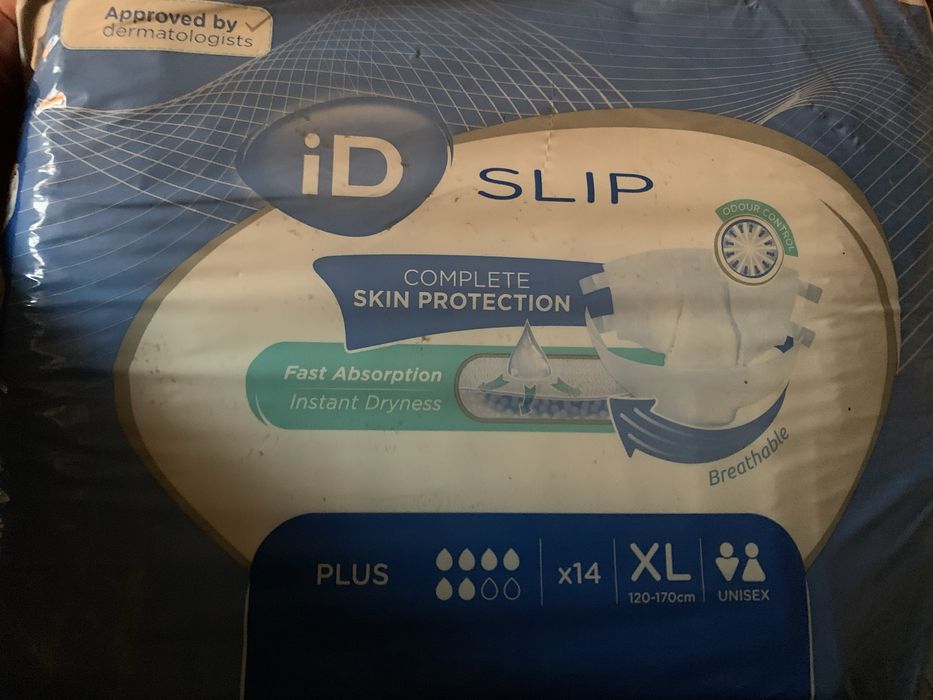 Approved by
dermatologists
iD
SLIP
ODOUR CONTROL
COMPLETE
SKIN PROTECTION
Fast Absorption
Instant Dryness
Breathable
PLUS
x14
XL
120-170cm
UNISEX